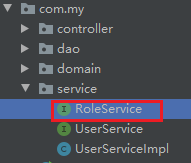 com.my
controller
dao
domain
service
RoleService
UserService
UserServiceImpl